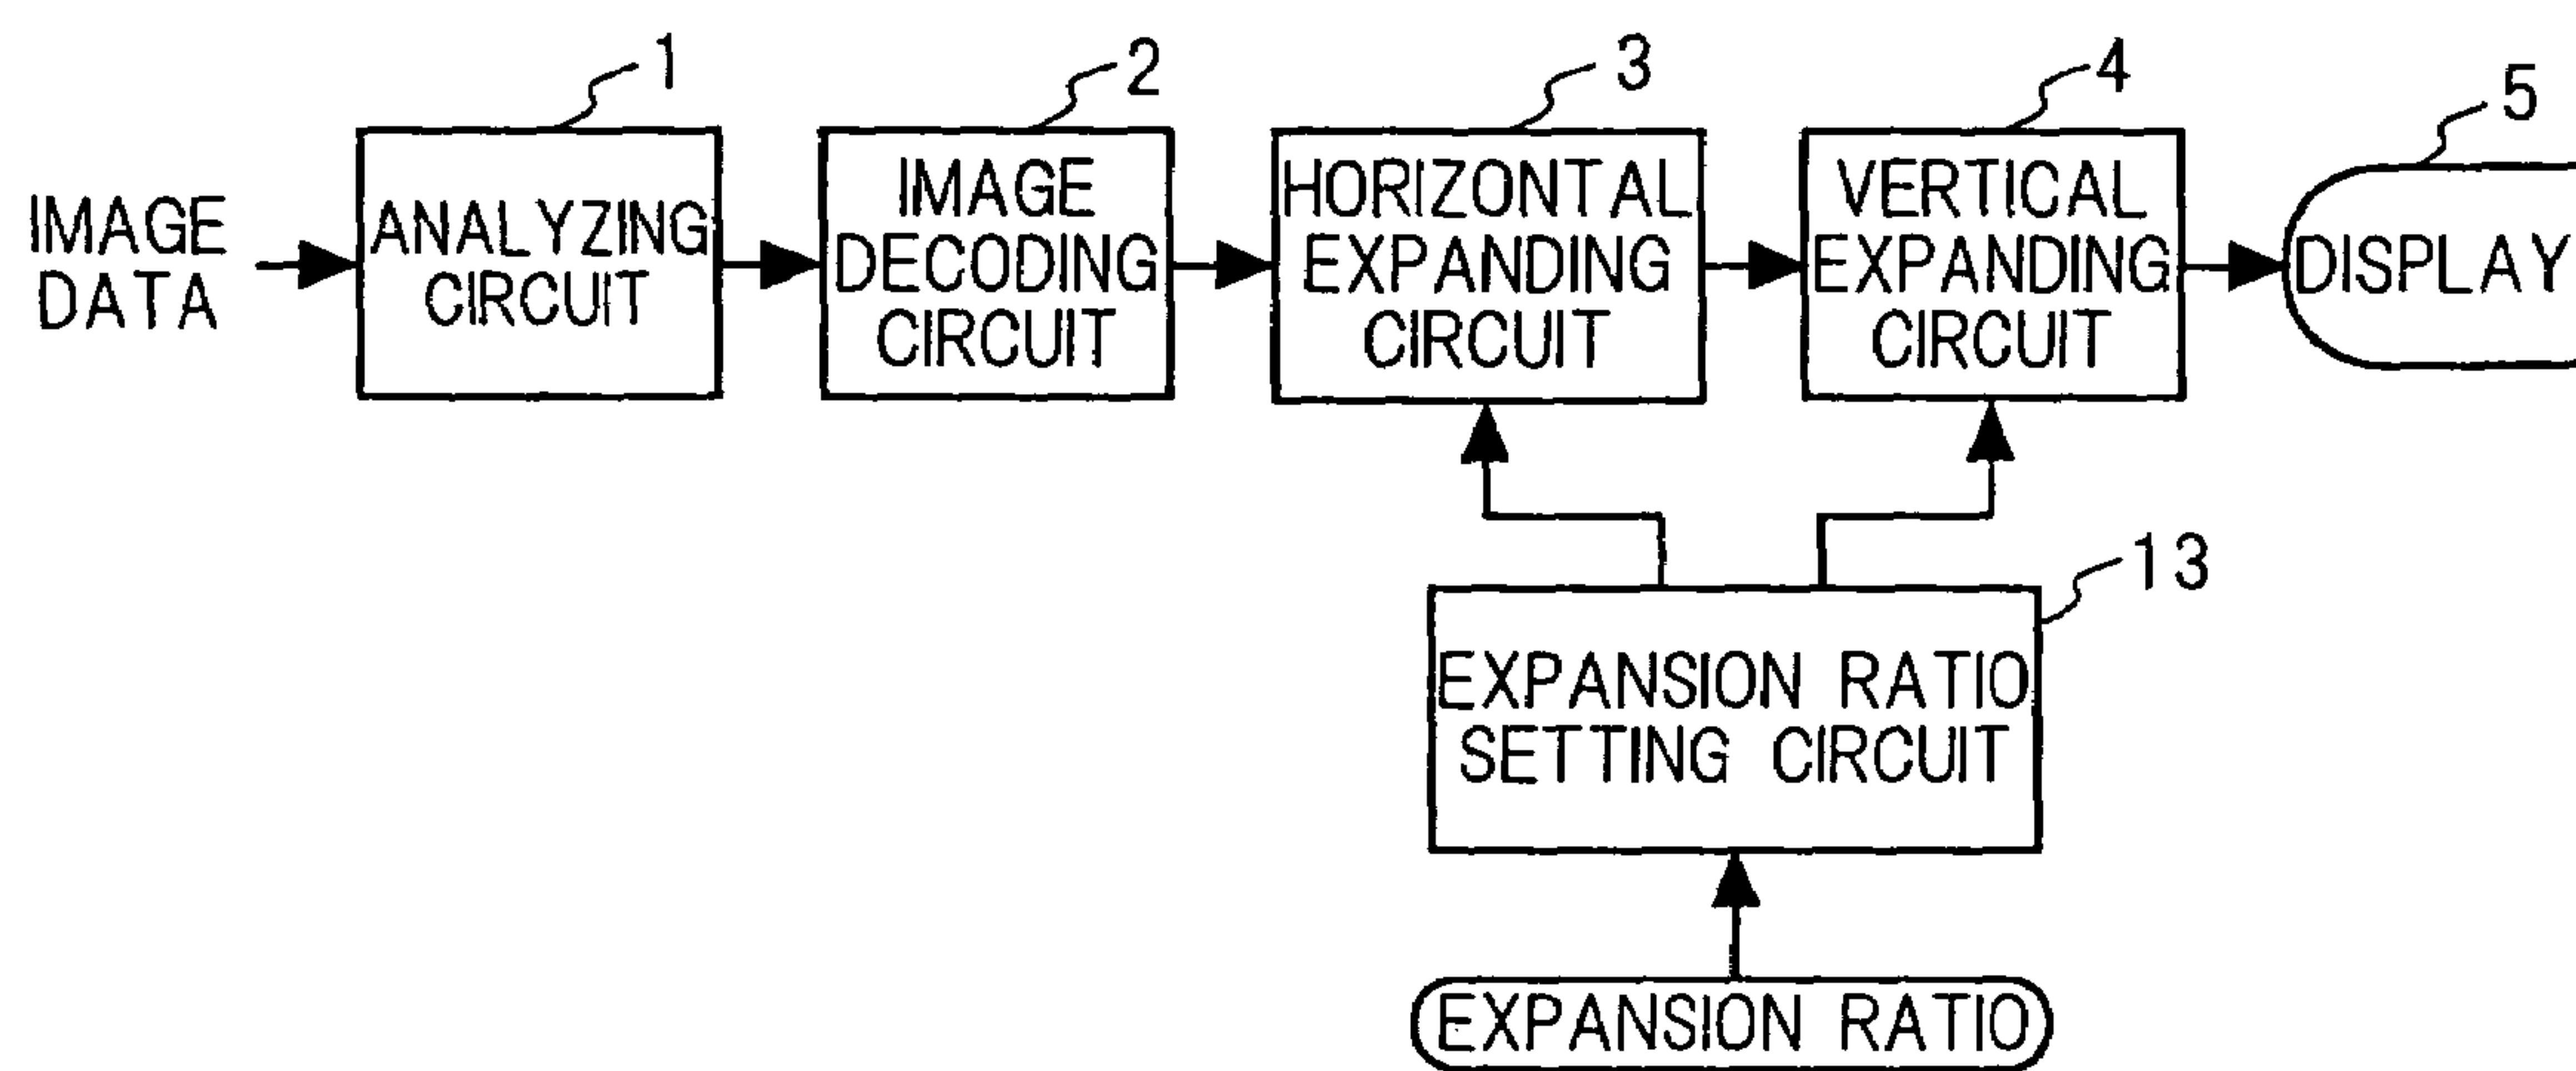 1
2
3
4
5
IMAGE
DATA
ANALYZING
CIRCUIT
IMAGE
DECODING
CIRCUIT
HORIZONTAL
EXPANDING
CIRCUIT
VERTICAL
EXPANDING
CIRCUIT
DISPLAY
13
EXPANSION RATIO
SETTING CIRCUIT
EXPANSION RATIO